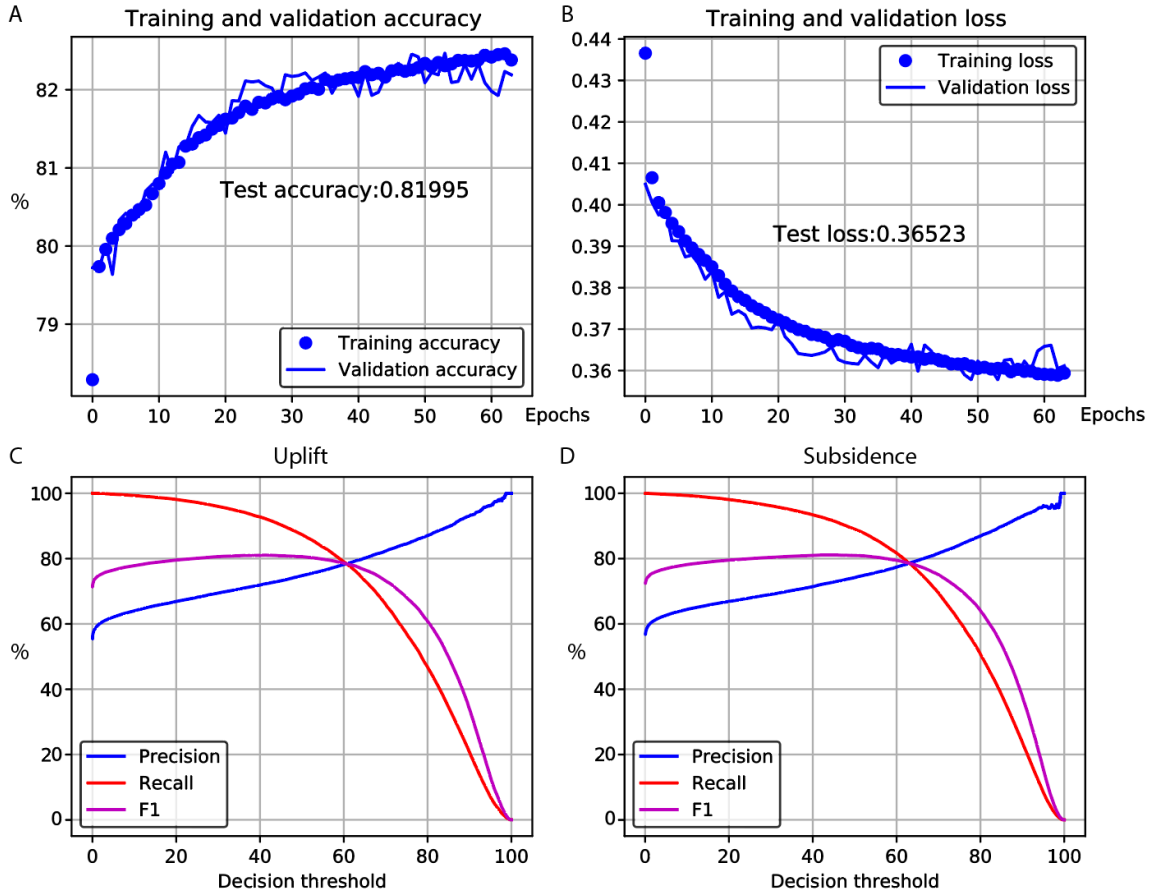 A
Training and validation accuracy
82
81
80
79
%
Test accuracy:0.81995
Training accuracy
Validation accuracy
0 10 20 30 40 50 60 Epochs
B
Training and validation loss
0.44
0.43
0.42
0.41
0.40
0.39
0.38
0.37
0.36
Training loss
Validation loss
Test loss:0.36523
0 10 20 30 40 50 60 Epochs
C
Uplift
100
80
60
40
20
0
%
Precision
Recall
F1
0 20 40 60 80 100
Decision threshold
D
Subsidence
100
80
60
40
20
0
%
Precision
Recall
F1
0 20 40 60 80 100
Decision threshold